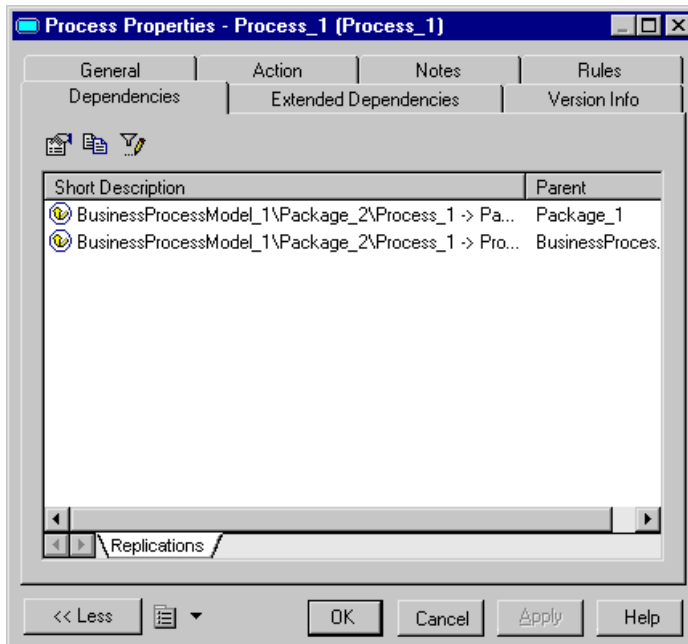 Process Properties - Process_1 (Process_1)
General Action Notes Rules
Dependencies Extended Dependencies Version Info
Short Description Parent
BusinessProcessModel_1\Package_2\Process_1 -> Pa... Package_1
BusinessProcessModel_1\Package_2\Process_1 -> Pro... BusinessProces.
Replications
<< Less OK Cancel Apply Help